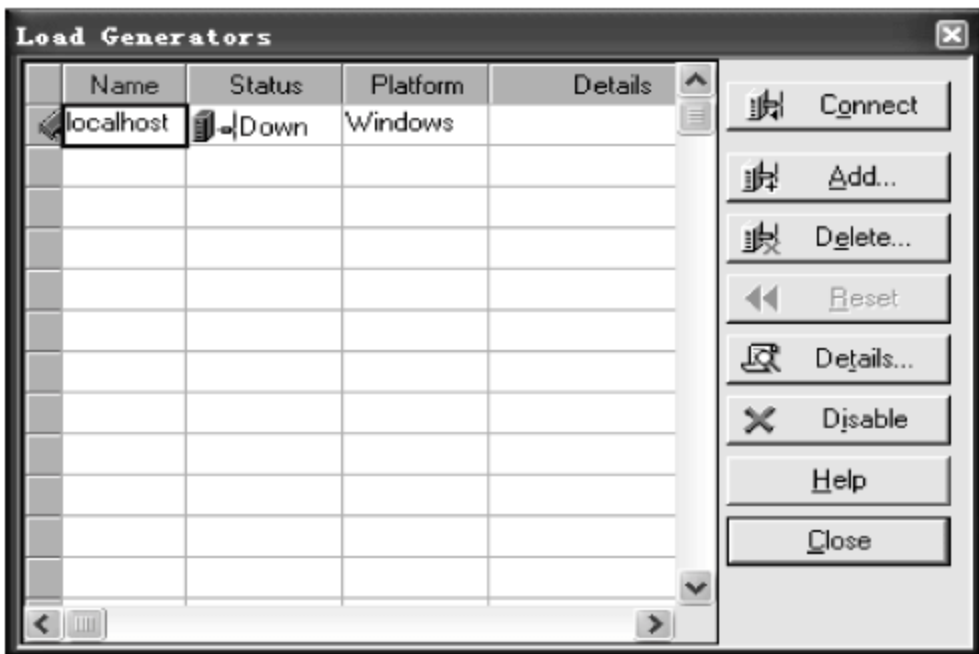 Load Generators
Name Status Platform Details
localhost Down Windows
Connect
Add...
Delete...
Reset
Details...
Disable
Help
Close